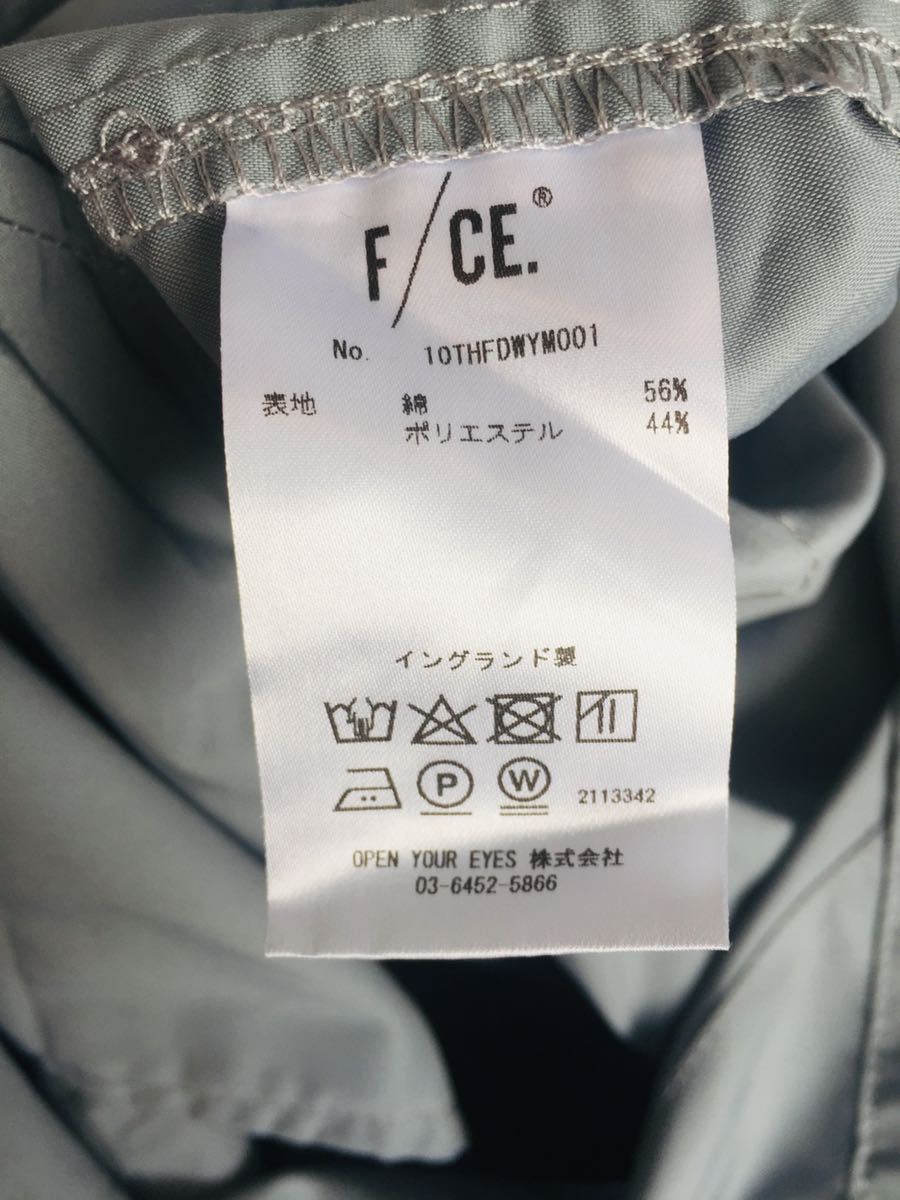 F/CE.®
No. 10THFDWYM001
表地 綿 56%
ポリエステル 44%
イングランド製
P W 2113342
OPEN YOUR EYES 株式会社
03-6452-5866